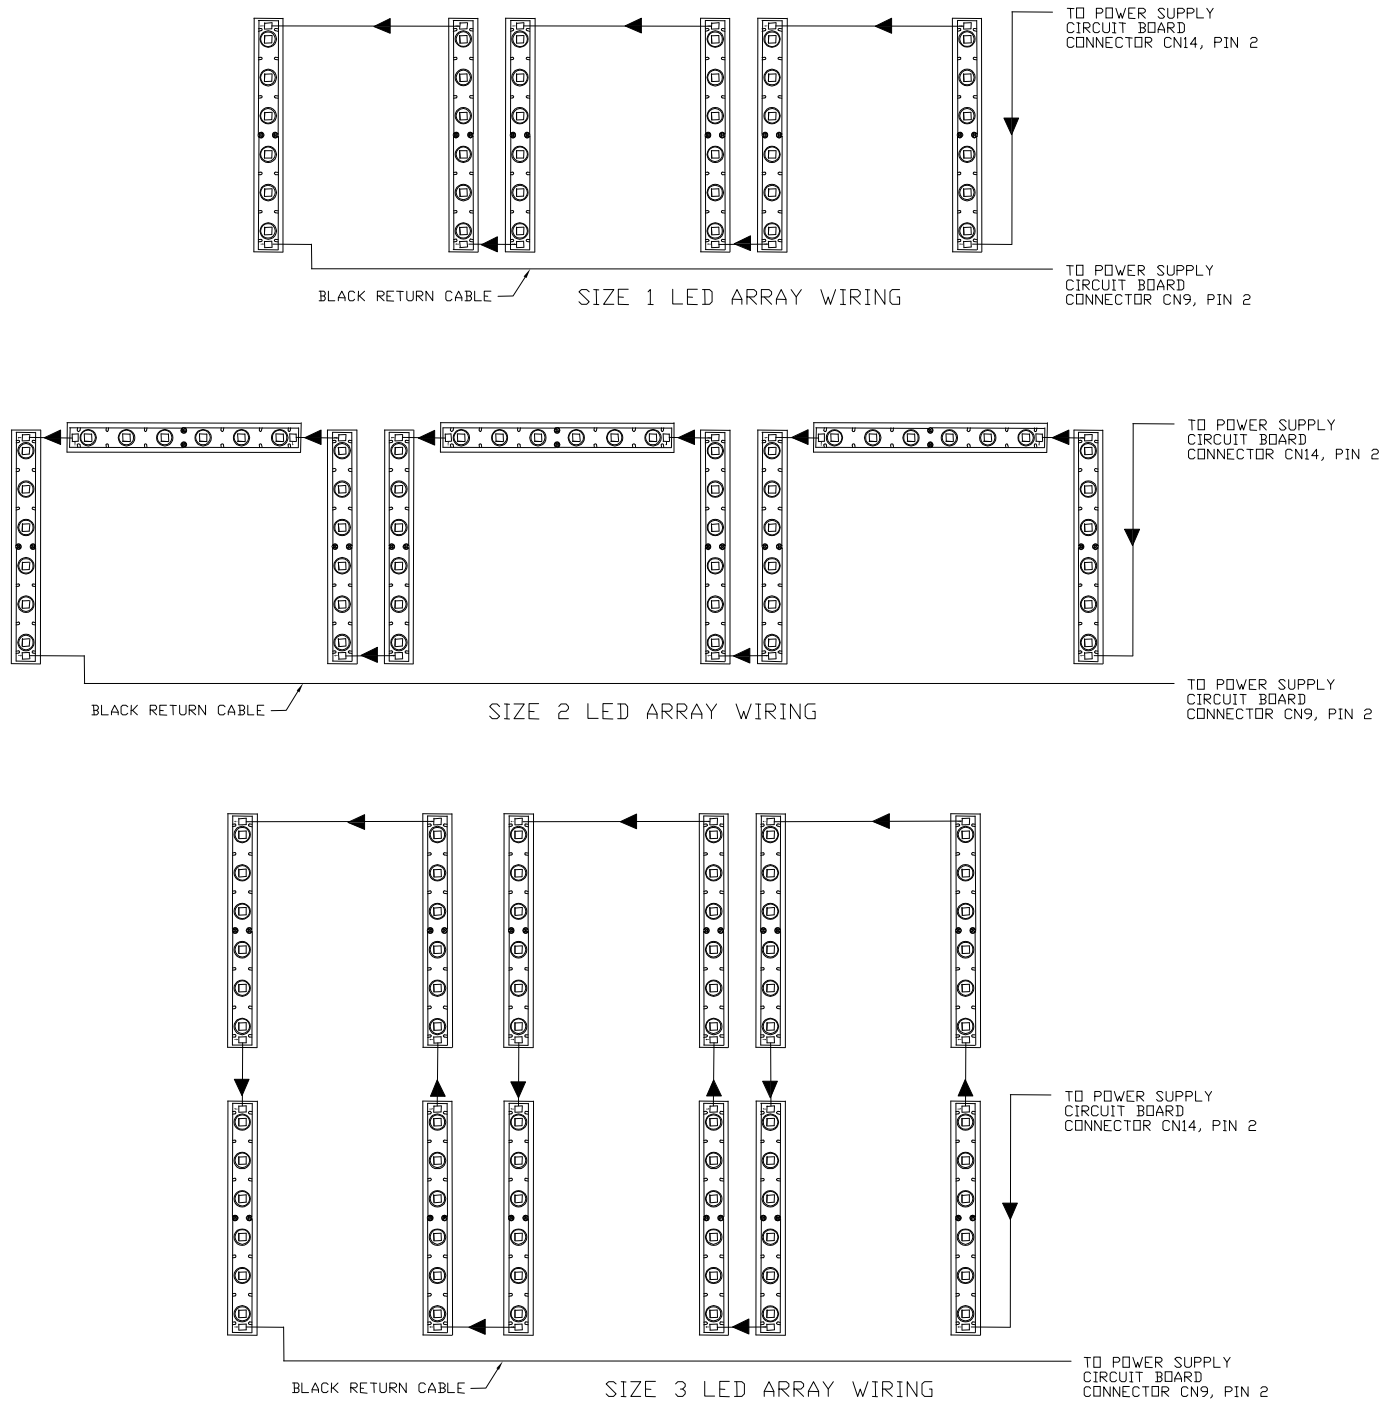 TO POWER SUPPLY
CIRCUIT BOARD
CONNECTOR CN14, PIN 2
TO POWER SUPPLY
CIRCUIT BOARD
CONNECTOR CN9, PIN 2
BLACK RETURN CABLE
SIZE 1 LED ARRAY WIRING
TO POWER SUPPLY
CIRCUIT BOARD
CONNECTOR CN14, PIN 2
TO POWER SUPPLY
CIRCUIT BOARD
CONNECTOR CN9, PIN 2
BLACK RETURN CABLE
SIZE 2 LED ARRAY WIRING
TO POWER SUPPLY
CIRCUIT BOARD
CONNECTOR CN14, PIN 2
TO POWER SUPPLY
CIRCUIT BOARD
CONNECTOR CN9, PIN 2
BLACK RETURN CABLE
SIZE 3 LED ARRAY WIRING